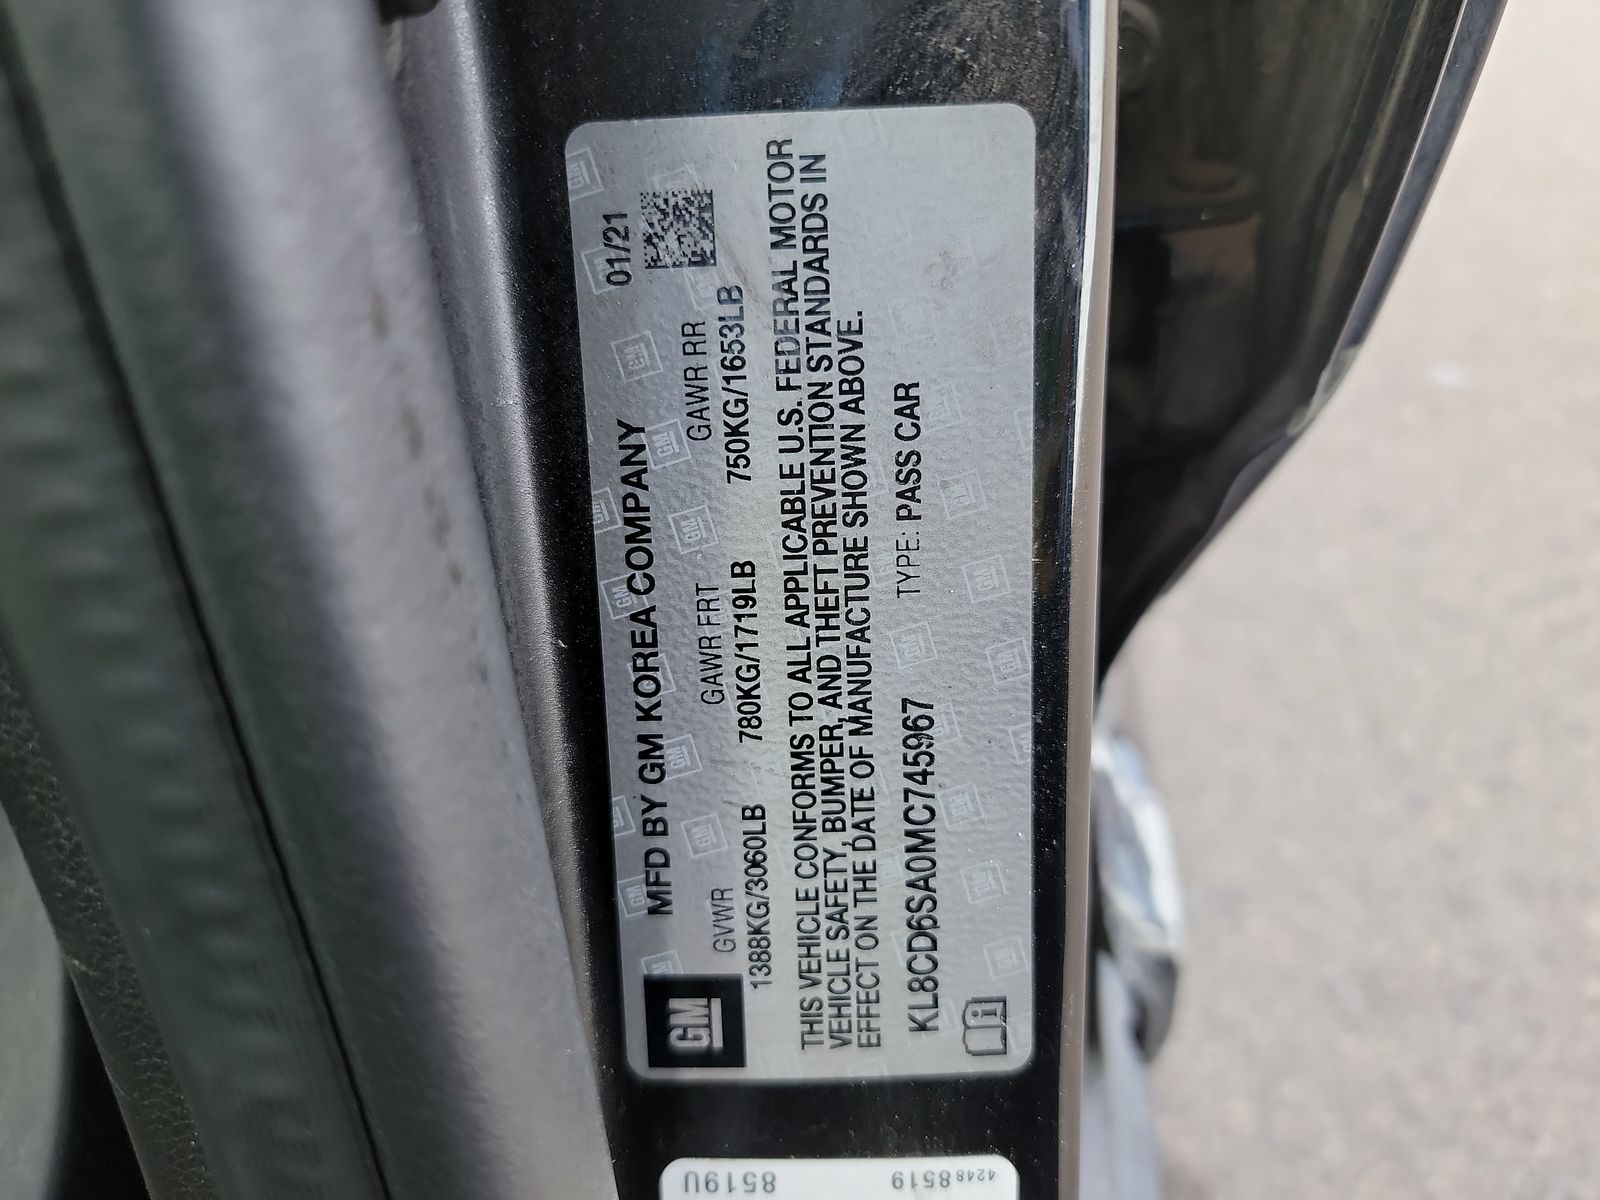 MFD BY GM KOREA COMPANY 01/21
GM
GVWR GAWR FRT GAWR RR
1388KG/3060LB 780KG/1719LB 750KG/1653LB
THIS VEHICLE CONFORMS TO ALL APPLICABLE U.S. FEDERAL MOTOR
VEHICLE SAFETY, BUMPER, AND THEFT PREVENTION STANDARDS IN
EFFECT ON THE DATE OF MANUFACTURE SHOWN ABOVE.
KL8CD6SA0MC745967 TYPE: PASS CAR
8519U
42488519